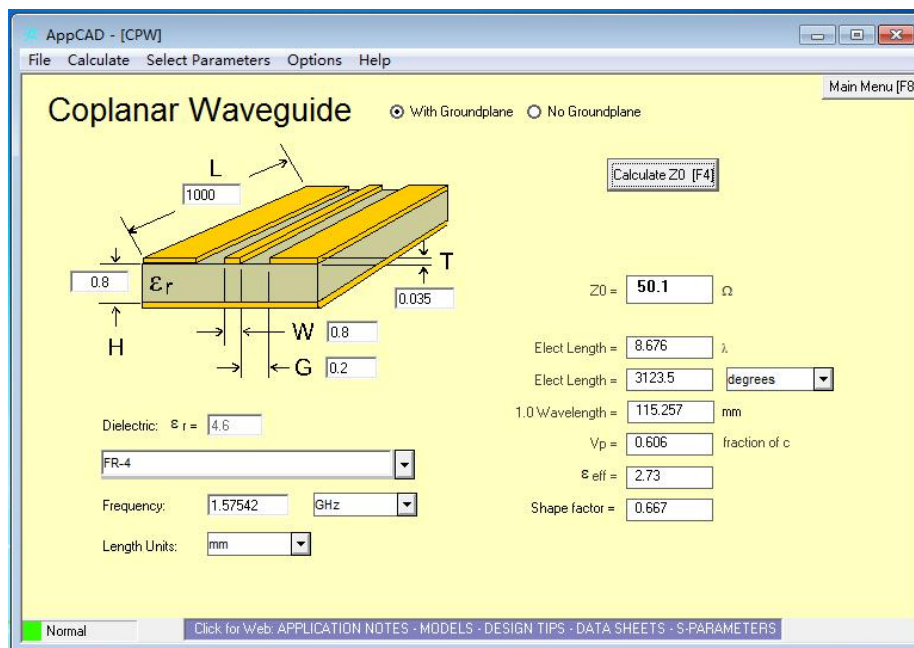 AppCAD - [CPW]
File Calculate Select Parameters Options Help
Main Menu [F8
Coplanar Waveguide
With Groundplane No Groundplane
Calculate Z0 [F4]
L
1000
0.8
εr
T
0.035
H
W 0.8
G 0.2
Z0 = 50.1 Ω
Elect Length = 8.676 λ
Elect Length = 3123.5 degrees
1.0 Wavelength = 115.257 mm
Vp = 0.606 fraction of c
ε eff = 2.73
Shape factor = 0.667
Dielectric: ε r = 4.6
FR-4
Frequency: 1.57542 GHz
Length Units: mm
Normal
Click for Web: APPLICATION NOTES - MODELS - DESIGN TIPS - DATA SHEETS - S-PARAMETERS